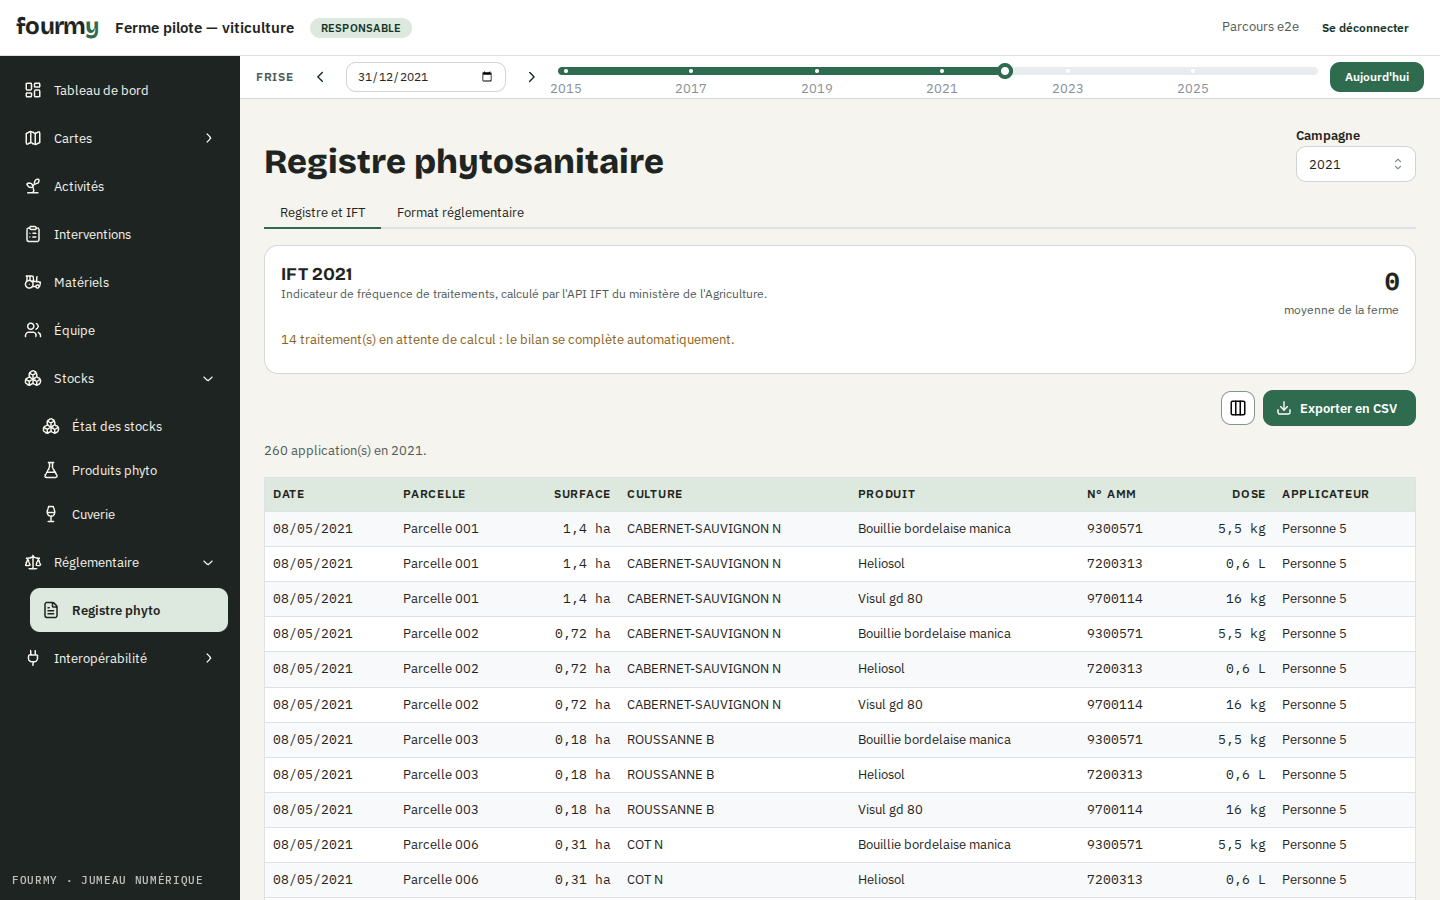 fourmy
Ferme pilote — viticulture
RESPONSABLE
Parcours e2e
Se déconnecter
Tableau de bord
Cartes
Activités
Interventions
Matériels
Équipe
Stocks
État des stocks
Produits phyto
Cuverie
Réglementaire
Registre phyto
Interopérabilité
FOURMY · JUMEAU NUMÉRIQUE
FRISE
31/12/2021
2015 2017 2019 2021 2023 2025
Aujourd'hui
Registre phytosanitaire
Campagne
2021
Registre et IFT Format réglementaire
IFT 2021
Indicateur de fréquence de traitements, calculé par l'API IFT du ministère de l'Agriculture.
0
moyenne de la ferme
14 traitement(s) en attente de calcul : le bilan se complète automatiquement.
Exporter en CSV
260 application(s) en 2021.
DATE PARCELLE SURFACE CULTURE PRODUIT N° AMM DOSE APPLICATEUR
08/05/2021 Parcelle 001 1,4 ha CABERNET-SAUVIGNON N Bouillie bordelaise manica 9300571 5,5 kg Personne 5
08/05/2021 Parcelle 001 1,4 ha CABERNET-SAUVIGNON N Heliosol 7200313 0,6 L Personne 5
08/05/2021 Parcelle 001 1,4 ha CABERNET-SAUVIGNON N Visul gd 80 9700114 16 kg Personne 5
08/05/2021 Parcelle 002 0,72 ha CABERNET-SAUVIGNON N Bouillie bordelaise manica 9300571 5,5 kg Personne 5
08/05/2021 Parcelle 002 0,72 ha CABERNET-SAUVIGNON N Heliosol 7200313 0,6 L Personne 5
08/05/2021 Parcelle 002 0,72 ha CABERNET-SAUVIGNON N Visul gd 80 9700114 16 kg Personne 5
08/05/2021 Parcelle 003 0,18 ha ROUSSANNE B Bouillie bordelaise manica 9300571 5,5 kg Personne 5
08/05/2021 Parcelle 003 0,18 ha ROUSSANNE B Heliosol 7200313 0,6 L Personne 5
08/05/2021 Parcelle 003 0,18 ha ROUSSANNE B Visul gd 80 9700114 16 kg Personne 5
08/05/2021 Parcelle 006 0,31 ha COT N Bouillie bordelaise manica 9300571 5,5 kg Personne 5
08/05/2021 Parcelle 006 0,31 ha COT N Heliosol 7200313 0,6 L Personne 5